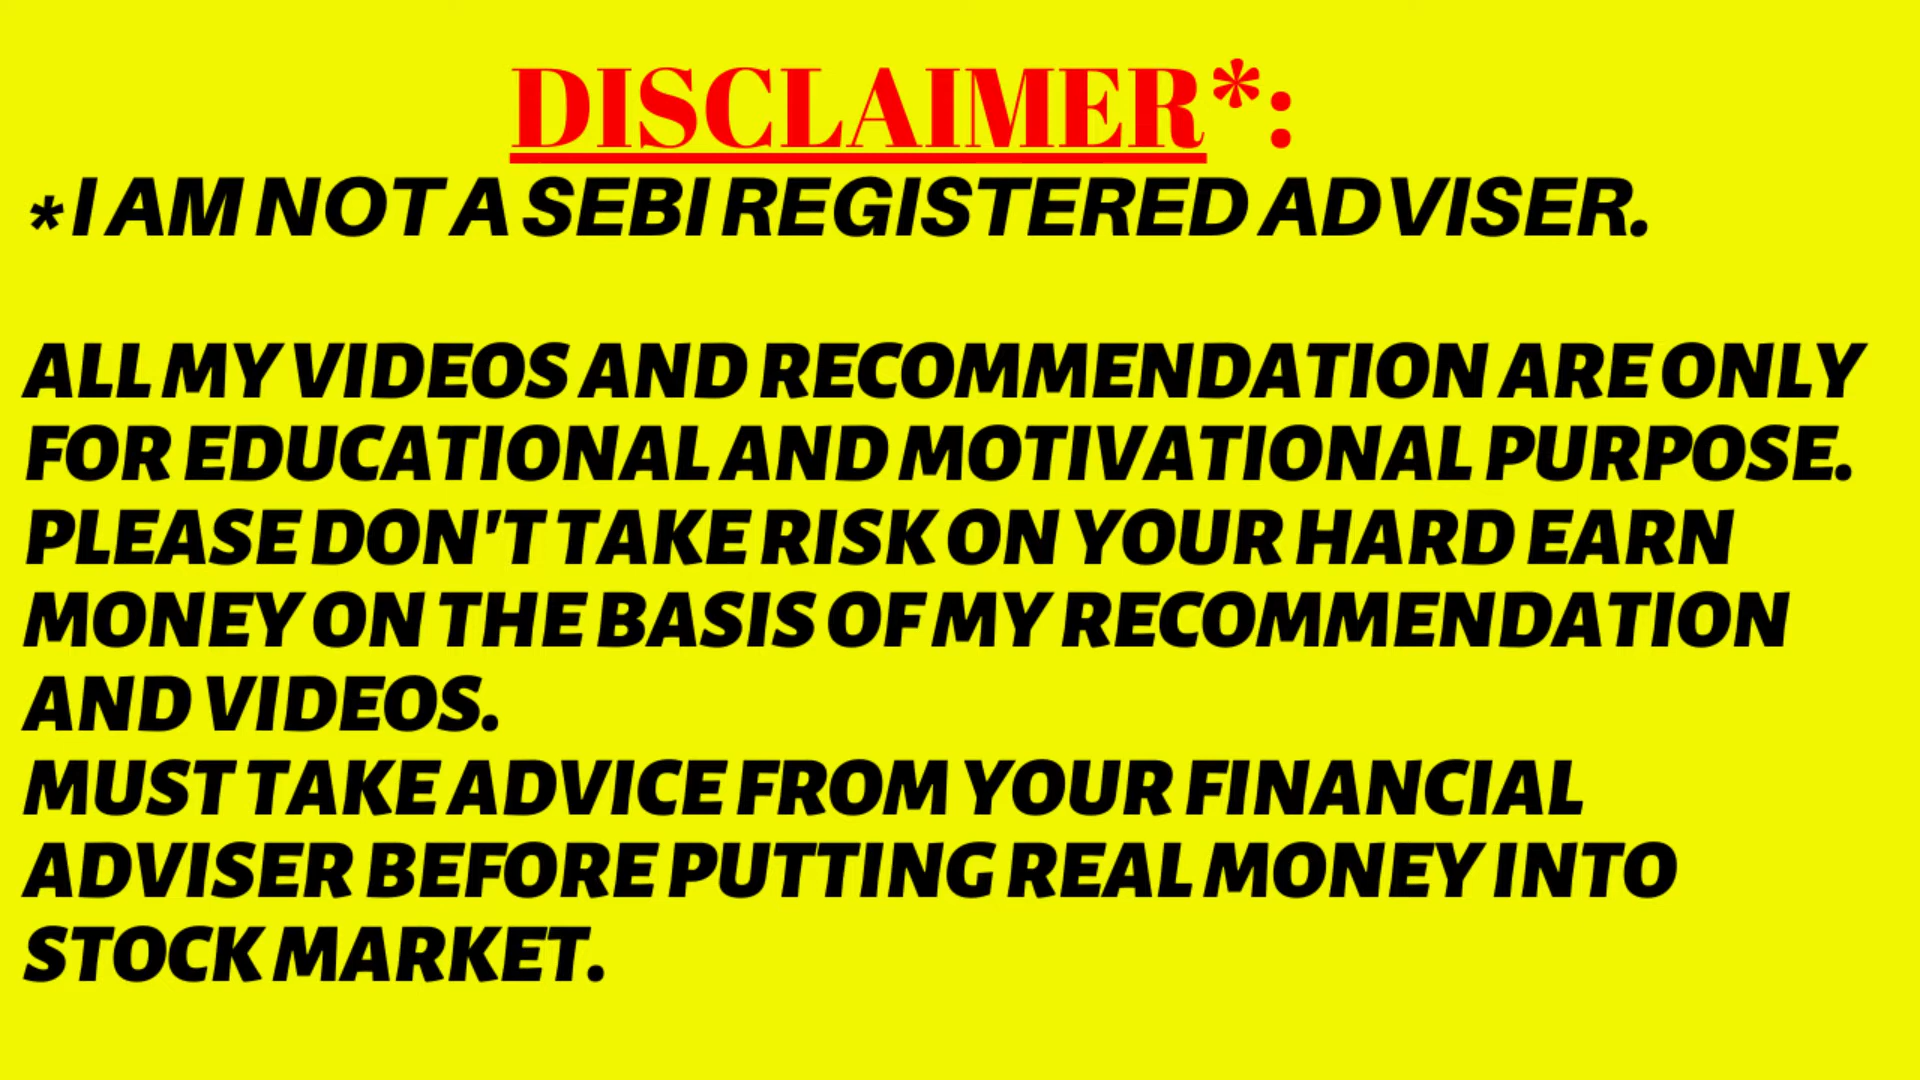 DISCLAIMER*:
*I AM NOT A SEBI REGISTERED ADVISER.
ALL MY VIDEOS AND RECOMMENDATION ARE ONLY
FOR EDUCATIONAL AND MOTIVATIONAL PURPOSE.
PLEASE DON'T TAKE RISK ON YOUR HARD EARN
MONEY ON THE BASIS OF MY RECOMMENDATION
AND VIDEOS.
MUST TAKE ADVICE FROM YOUR FINANCIAL
ADVISER BEFORE PUTTING REAL MONEY INTO
STOCK MARKET.